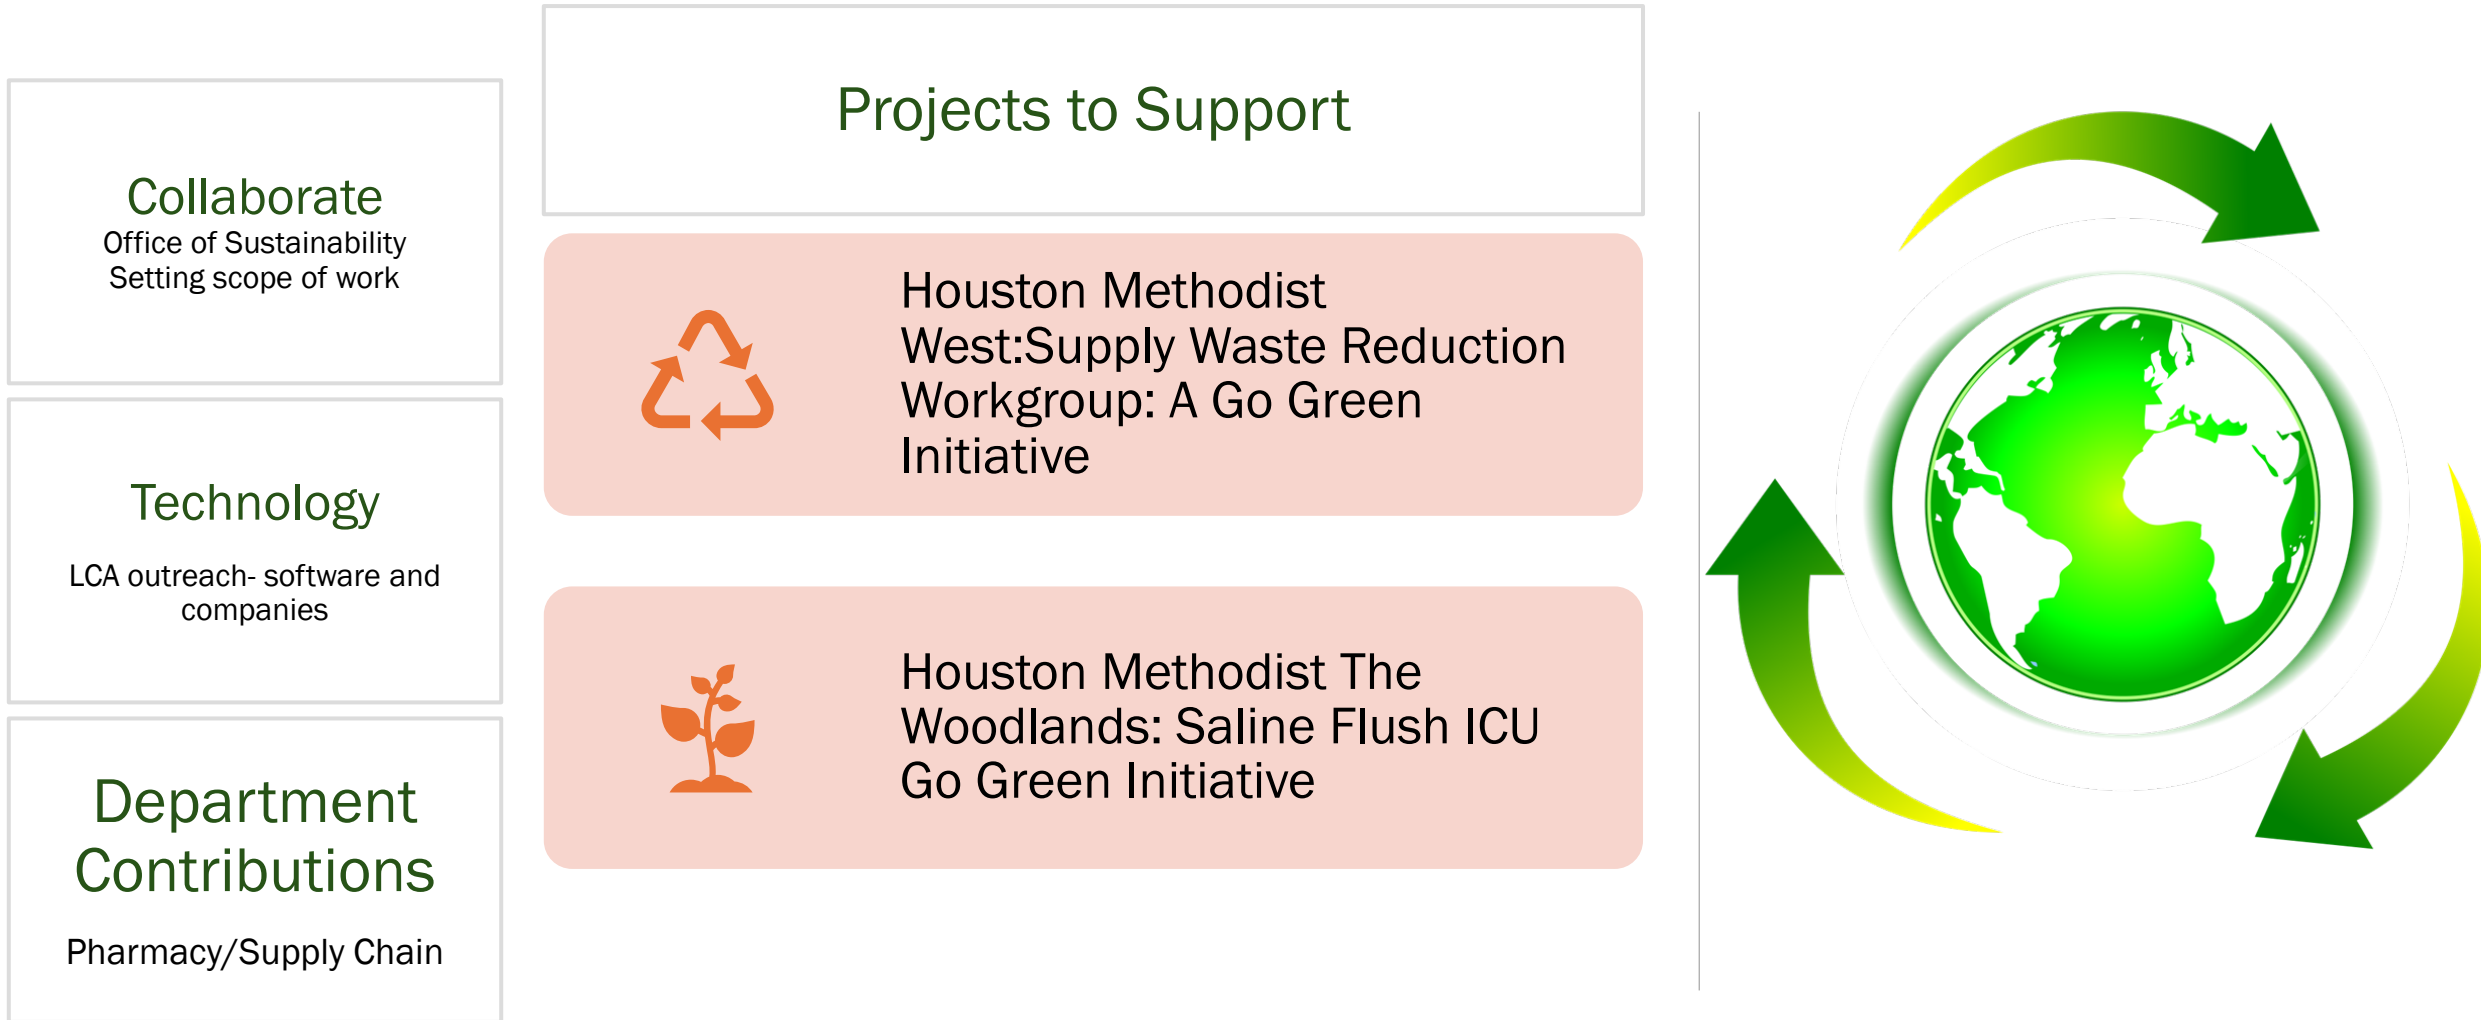 Collaborate
Office of Sustainability
Setting scope of work
Technology
LCA outreach- software and
companies
Department
Contributions
Pharmacy/Supply Chain
Projects to Support
Houston Methodist
West:Supply Waste Reduction
Workgroup: A Go Green
Initiative
Houston Methodist The
Woodlands: Saline Flush ICU
Go Green Initiative